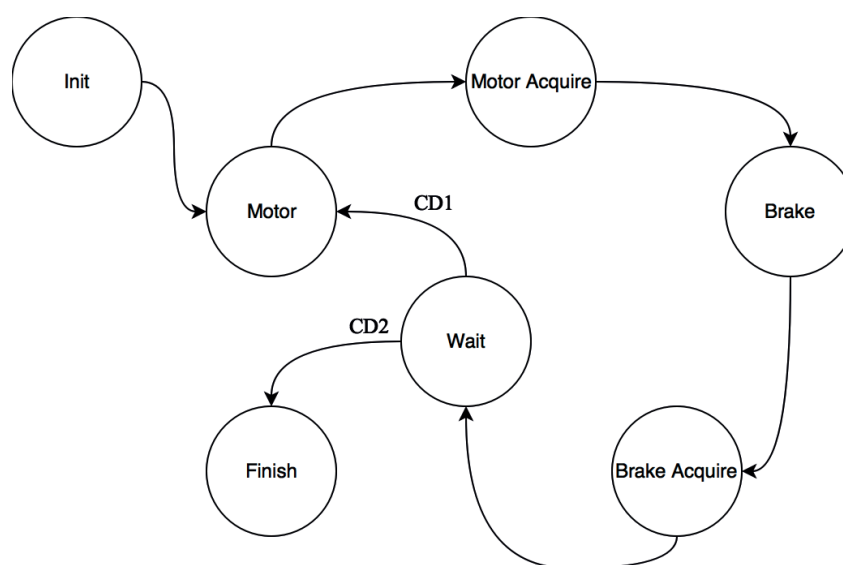 Init
Motor Acquire
Motor
CD1
Brake
CD2
Wait
Finish
Brake Acquire